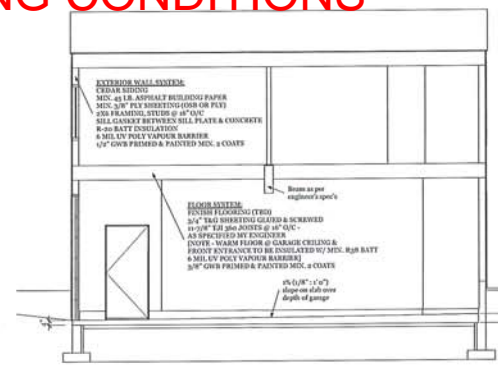 NG CONDITIONS
EXTERIOR WALL SYSTEM:
CEDAR SIDING
MIN. 45 LB. ASPHALT BUILDING PAPER
MIN. 3/8" PLY SHEETING (OSB OR PLY)
2X6 FRAMING, STUDS @ 16" O/C
SILL GASKET BETWEEN SILL PLATE & CONCRETE
R-20 BATT INSULATION
6 MIL UV POLY VAPOUR BARRIER
1/2" GWB PRIMED & PAINTED MIN. 2 COATS
Beam as per
engineer's spec's
FLOOR SYSTEM:
FINISH FLOORING (TBD)
3/4" T&G SHEETING GLUED & SCREWED
11-7/8" TJI 360 JOISTS @ 16" O/C -
AS SPECIFIED MY ENGINEER
[NOTE - WARM FLOOR @ GARAGE CEILING &
FRONT ENTRANCE TO BE INSULATED W/ MIN. R38 BATT
6 MIL UV POLY VAPOUR BARRIER]
5/8" GWB PRIMED & PAINTED MIN. 2 COATS
1% (1/8" : 1'0")
slope on slab over
depth of garage